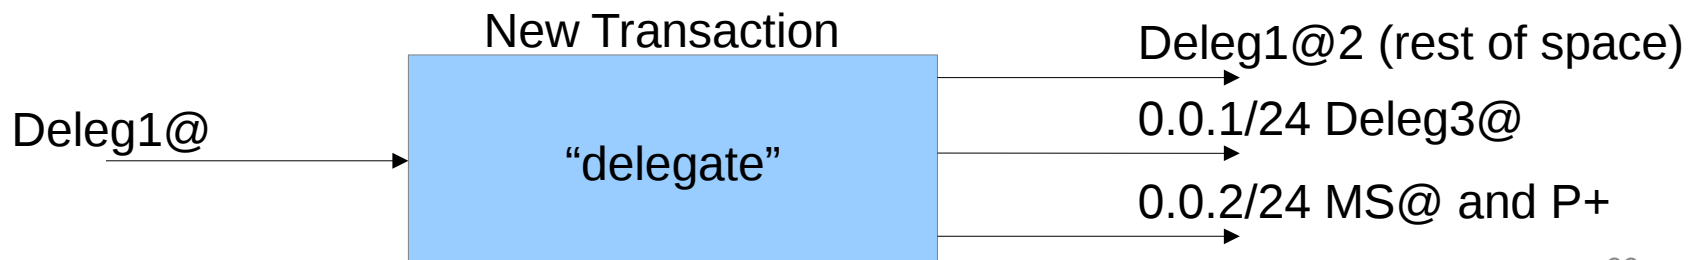 New Transaction
Deleg1@2 (rest of space)
Deleg1@
0.0.1/24 Deleg3@
“delegate”
0.0.2/24 MS@ and P+